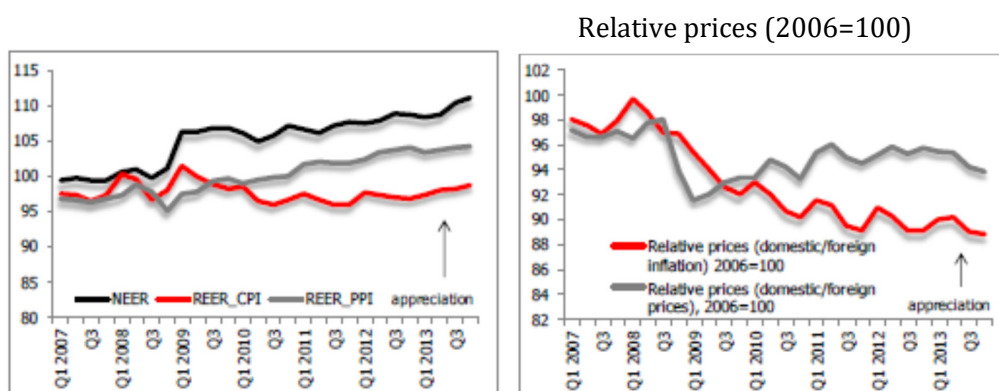 Relative prices (2006=100)
115
110
105
100
95
90
85
80
NEER REER_CPI REER_PPI appreciation
Q1 2007
Q3
Q1 2008
Q3
Q1 2009
Q3
Q1 2010
Q3
Q1 2011
Q3
Q1 2012
Q3
Q1 2013
Q3
102
100
98
96
94
92
90
88
86
84
82
Relative prices (domestic/foreign
inflation) 2006=100
Relative prices (domestic/foreign
prices), 2006=100
appreciation
Q1 2007
Q3
Q1 2008
Q3
Q1 2009
Q3
Q1 2010
Q3
Q1 2011
Q3
Q1 2012
Q3
Q1 2013
Q3